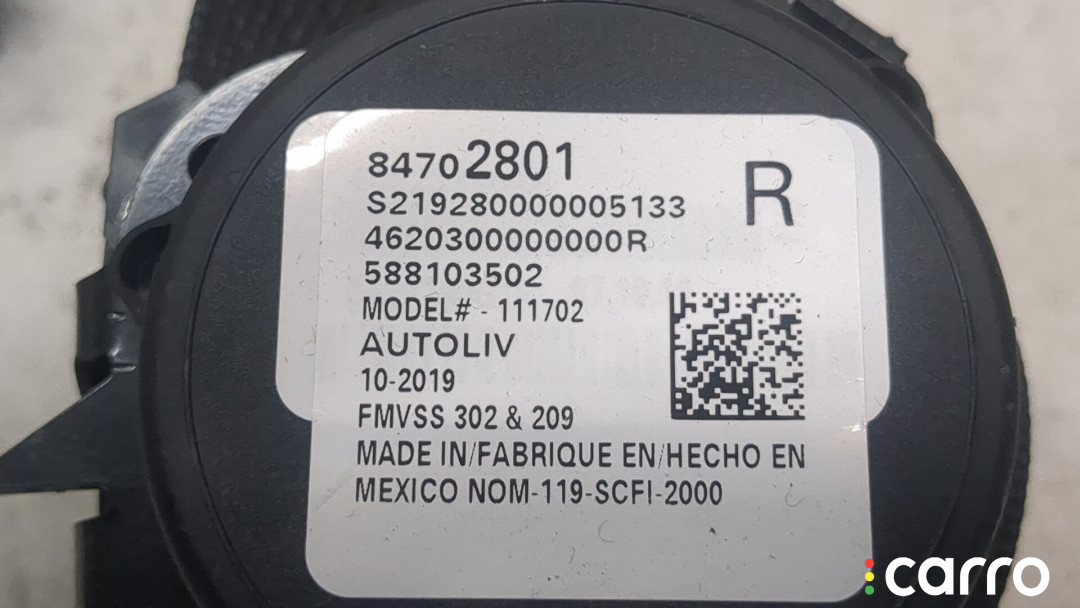 84702801
R
S219280000005133
4620300000000R
588103502
MODEL# - 111702
AUTOLIV
10-2019
FMVSS 302 & 209
MADE IN/FABRIQUE EN/HECHO EN
MEXICO NOM-119-SCFI-2000
carro